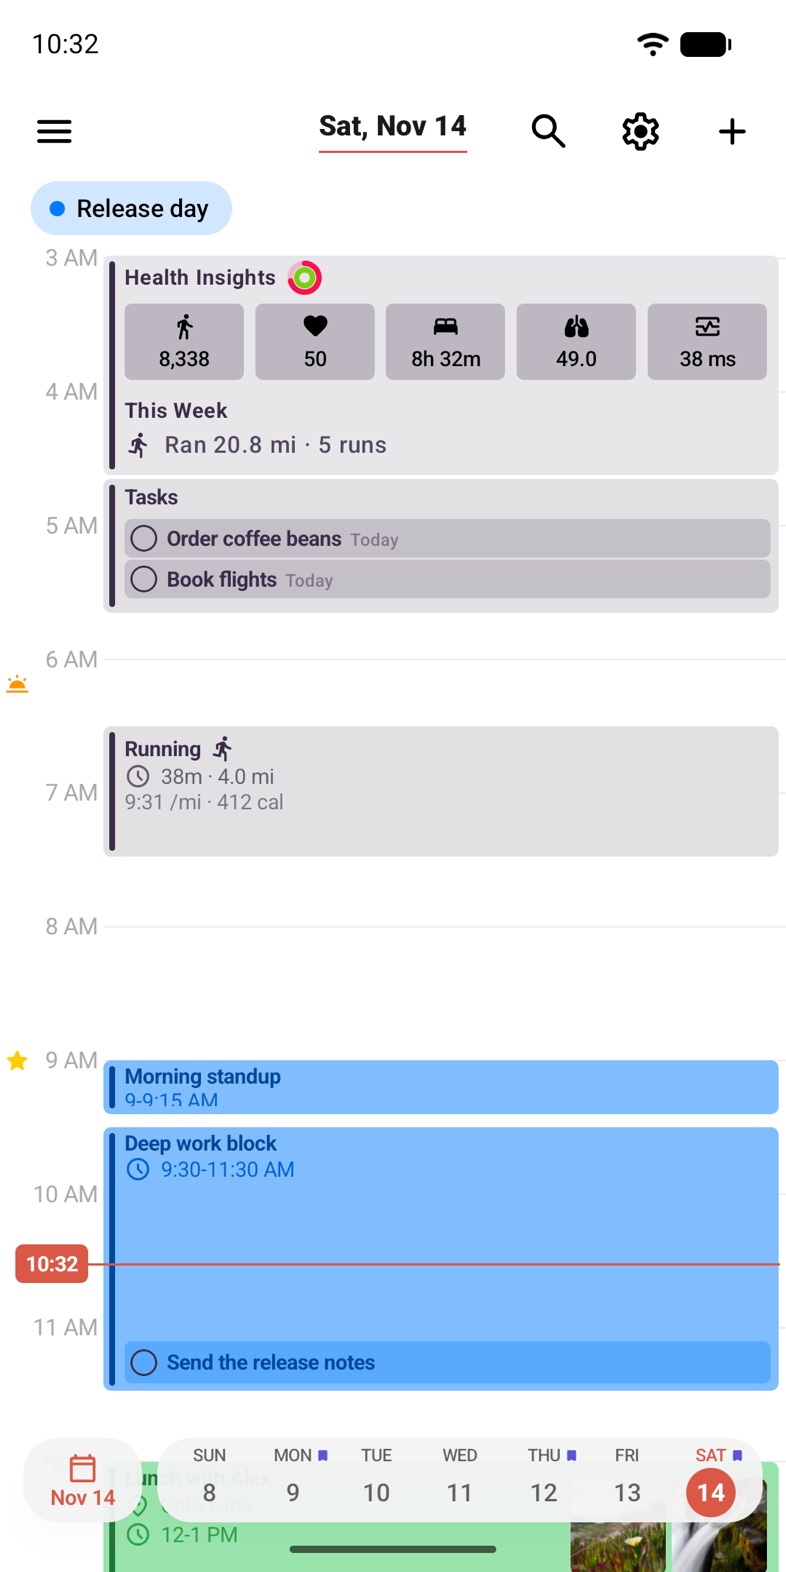 10:32
Sat, Nov 14
Release day
3 AM
Health Insights
8,338 50 8h 32m 49.0 38 ms
4 AM
This Week
Ran 20.8 mi · 5 runs
Tasks
5 AM
Order coffee beans Today
Book flights Today
6 AM
Running
38m · 4.0 mi
7 AM
9:31 /mi · 412 cal
8 AM
9 AM
Morning standup
9-9:15 AM
Deep work block
9:30-11:30 AM
10 AM
10:32
11 AM
Send the release notes
SUN MON TUE WED THU FRI SAT
Lunch with Alex
Nov 14
8 9 10 11 12 13 14
12-1 PM